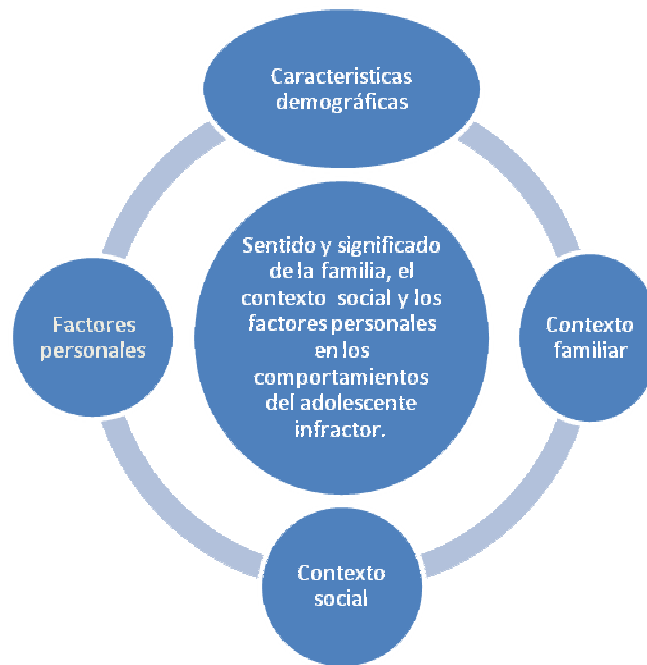 Caracteristicas
demográficas
Sentido y significado
de la familia, el
contexto social y los
factores personales
en los
comportamientos
del adolescente
infractor.
Factores
personales
Contexto
familiar
Contexto
social